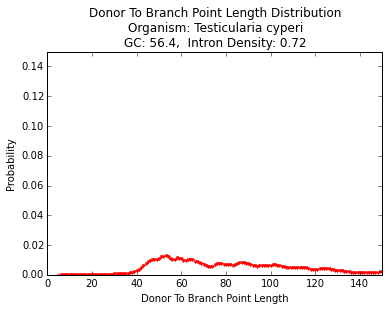 Donor To Branch Point Length Distribution
Organism: Testicularia cyperi
GC: 56.4,  Intron Density: 0.72
0.14
0.12
0.10
0.08
0.06
0.04
0.02
0.00
Probability
0 20 40 60 80 100 120 140
Donor To Branch Point Length